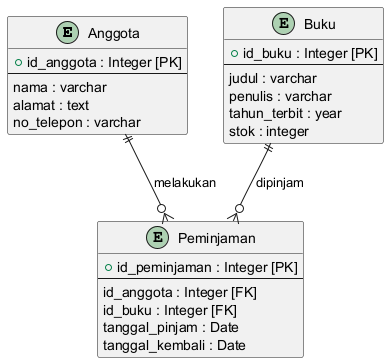 E Anggota
id_anggota : Integer [PK]
nama : varchar
alamat : text
no_telepon : varchar
E Buku
id_buku : Integer [PK]
judul : varchar
penulis : varchar
tahun_terbit : year
stok : integer
melakukan
dipinjam
E Peminjaman
id_peminjaman : Integer [PK]
id_anggota : Integer [FK]
id_buku : Integer [FK]
tanggal_pinjam : Date
tanggal_kembali : Date